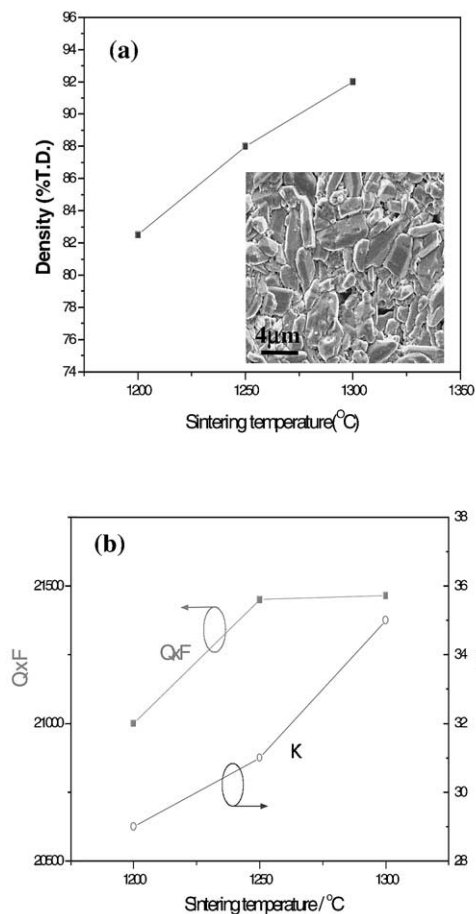 (a)
96
94
92
90
88
86
84
82
80
78
76
74
Density (%T.D.)
4μm
1200 1250 1300 1350
Sintering temperature(°C)
(b)
38
21500 36
QxF
34
QxF
21000 32
K
30
20500 28
1200 1250 1300
Sintering temperature / °C